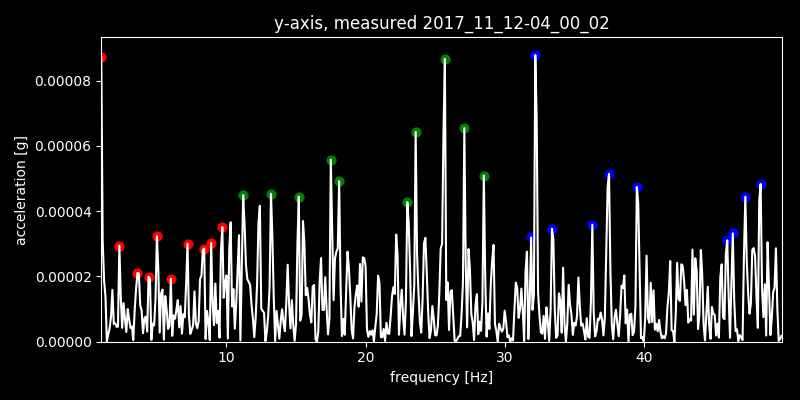 y-axis, measured 2017_11_12-04_00_02
0.00008
0.00006
0.00004
0.00002
0.00000
acceleration [g]
10 20 30 40
frequency [Hz]